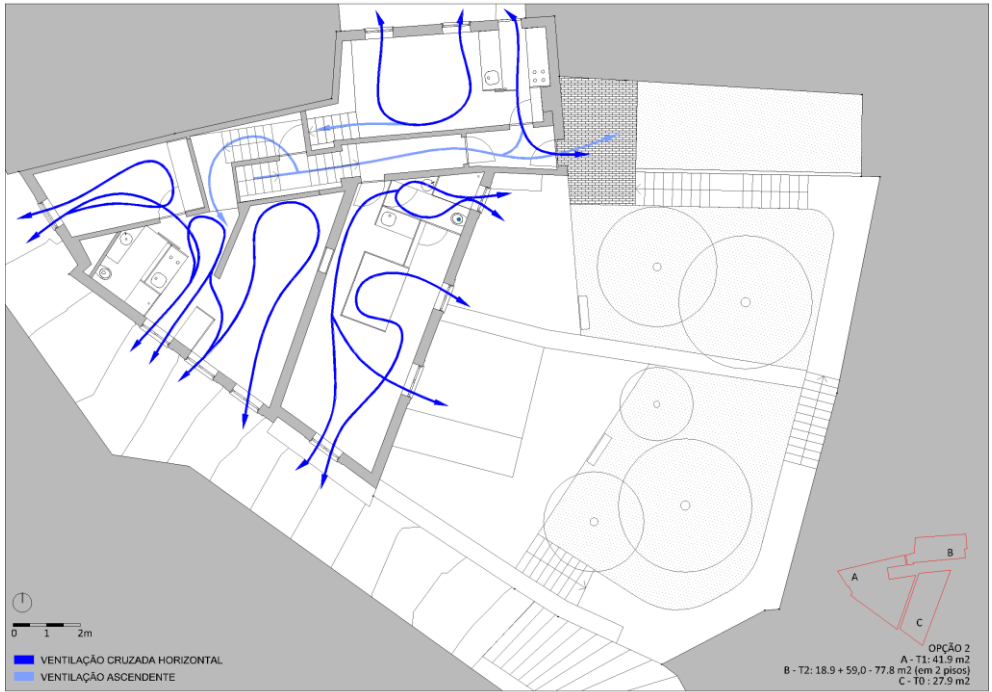 0 1 2m
VENTILAÇÃO CRUZADA HORIZONTAL
VENTILAÇÃO ASCENDENTE
A
B
C
OPÇÃO 2
A - T1: 41.9 m2
B - T2: 18.9 + 59,0 - 77.8 m2 (em 2 pisos)
C - T0 : 27.9 m2